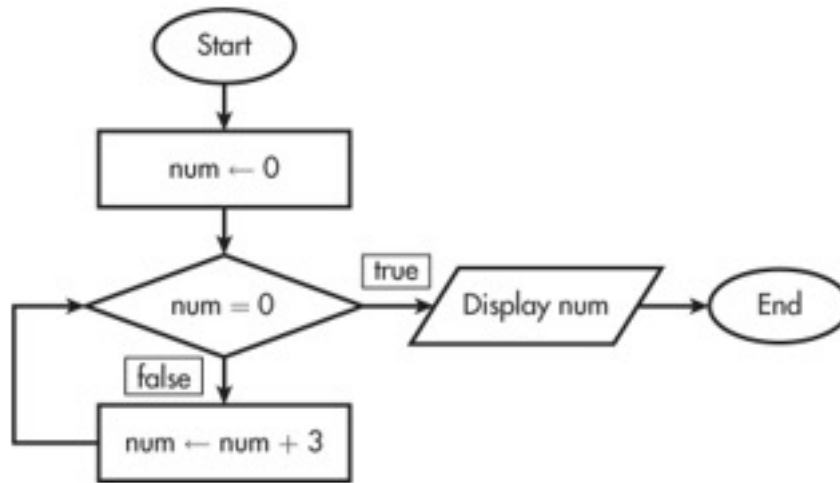 Start
num ← 0
num = 0
true
Display num
End
false
num ← num + 3